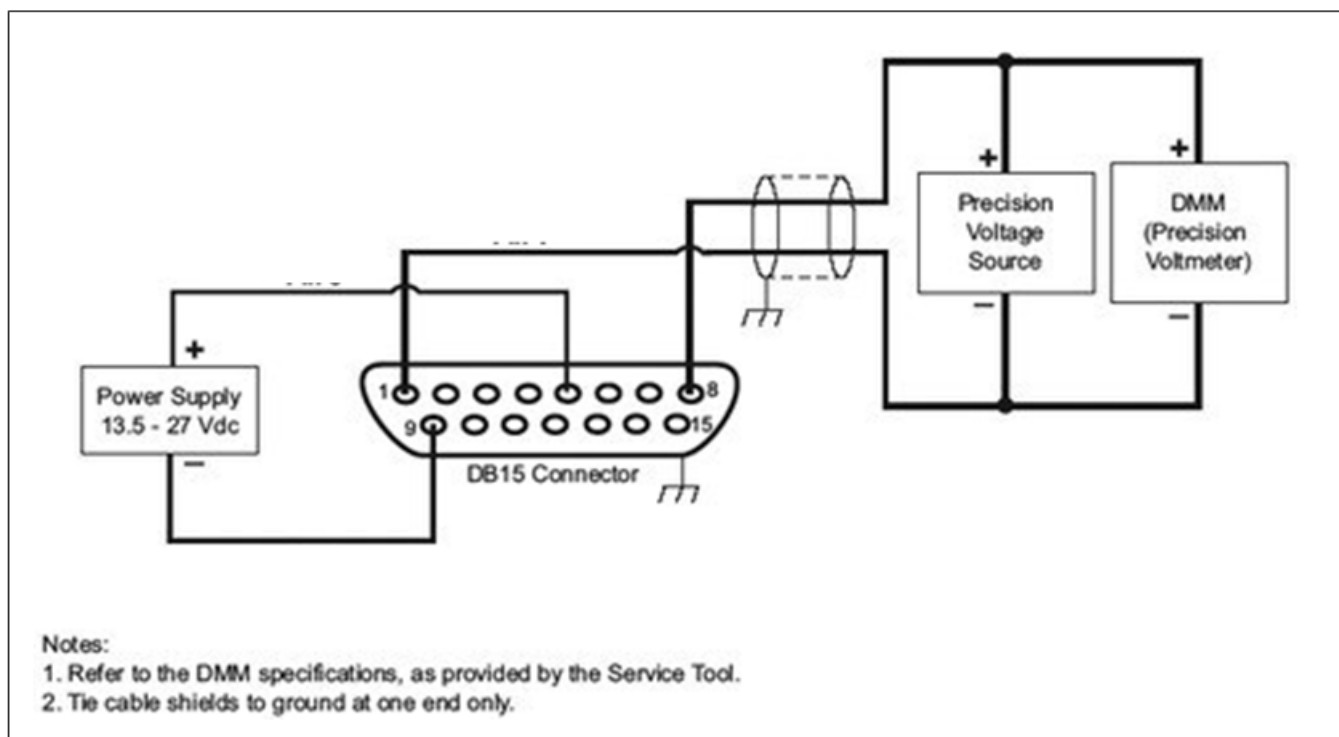 +
+
Precision
Voltage
Source
DMM
(Precision
Voltmeter)
−
−
+
Power Supply
13.5 - 27 Vdc
−
1
8
9
15
DB15 Connector
Notes:
1. Refer to the DMM specifications, as provided by the Service Tool.
2. Tie cable shields to ground at one end only.